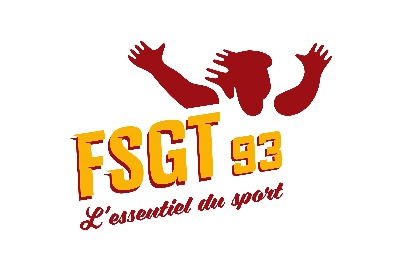 FSGT 93
L'essentiel du sport